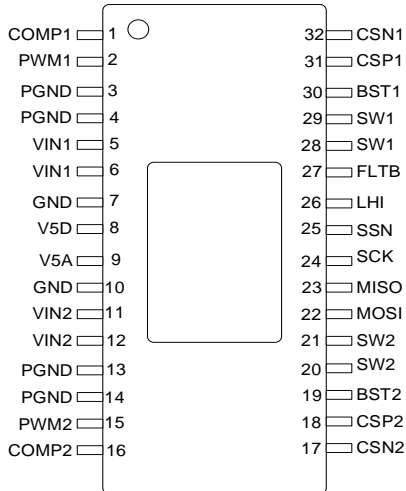 COMP1 1 32 CSN1
PWM1 2 31 CSP1
PGND 3 30 BST1
PGND 4 29 SW1
VIN1 5 28 SW1
VIN1 6 27 FLTB
GND 7 26 LHI
V5D 8 25 SSN
V5A 9 24 SCK
GND 10 23 MISO
VIN2 11 22 MOSI
VIN2 12 21 SW2
PGND 13 20 SW2
PGND 14 19 BST2
PWM2 15 18 CSP2
COMP2 16 17 CSN2